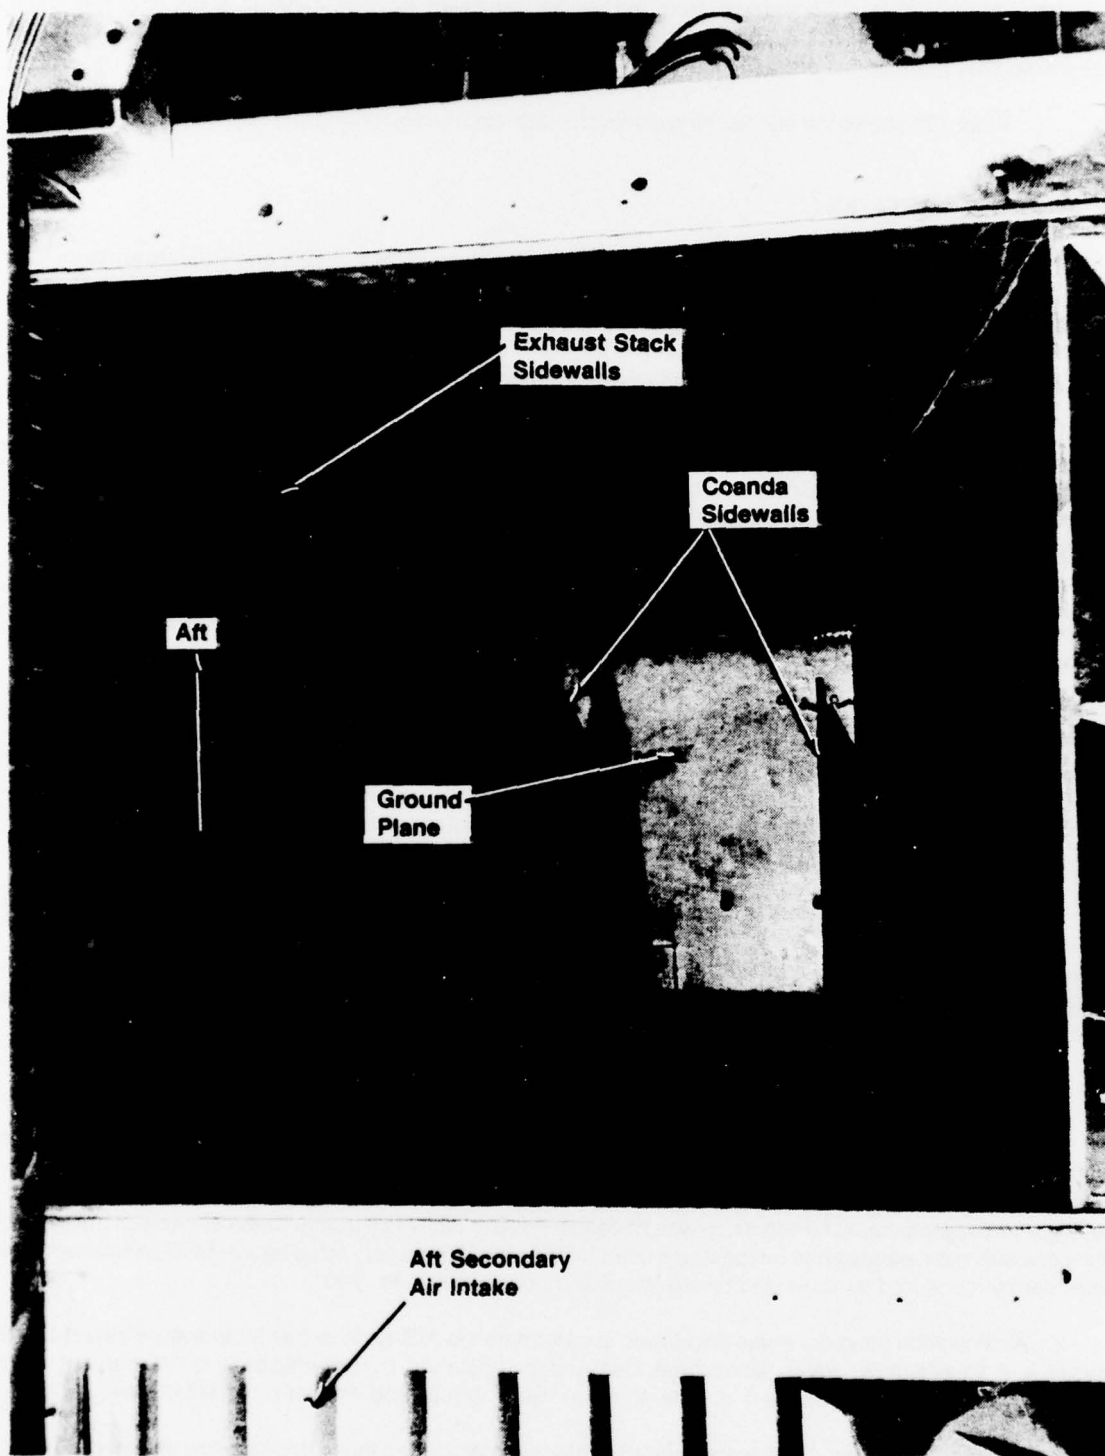 Exhaust Stack
Sidewalls
Coanda
Sidewalls
Aft
Ground
Plane
Aft Secondary
Air Intake